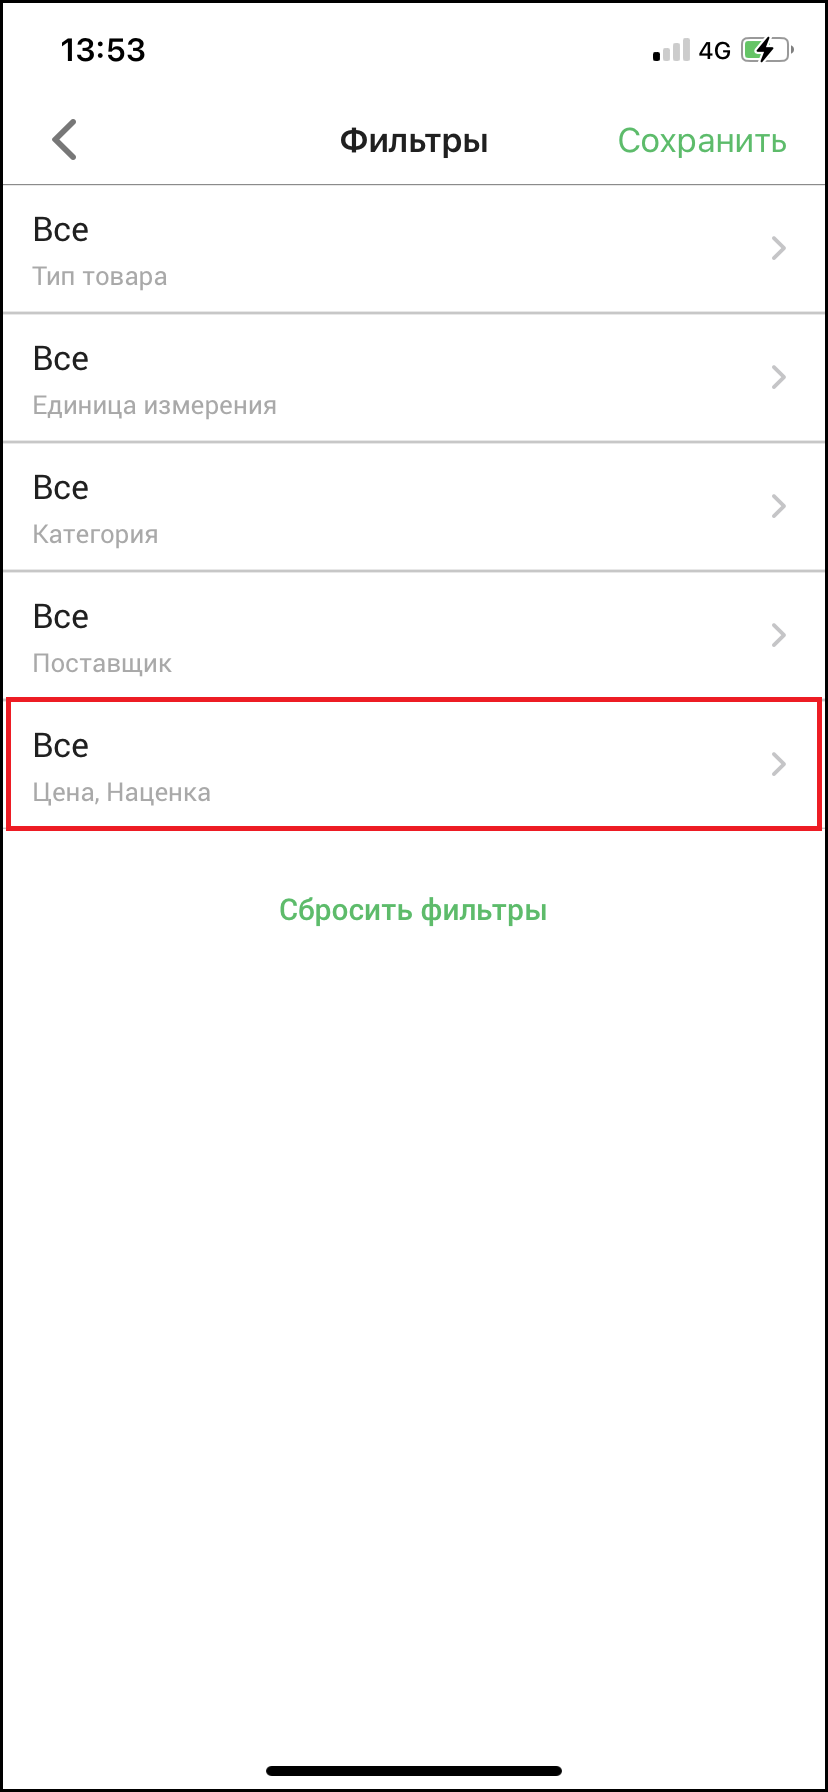 13:53
4G
Фильтры
Сохранить
Все
Тип товара
Все
Единица измерения
Все
Категория
Все
Поставщик
Все
Цена, Наценка
Сбросить фильтры